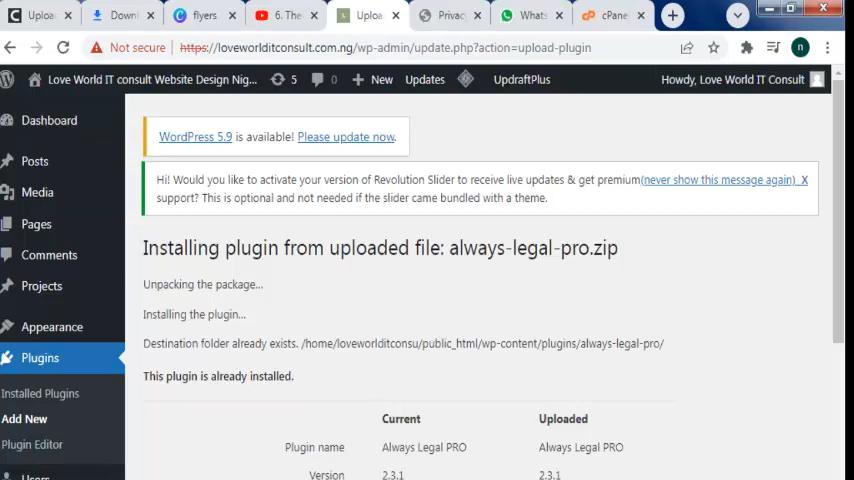 Uploa
Downl
flyers
6. The
Uploa
Privac
Whats
cPane
Not secure
https://loveworlditconsult.com.ng/wp-admin/update.php?action=upload-plugin
n
Love World IT consult Website Design Nig... 5 0 New Updates UpdraftPlus Howdy, Love World IT Consult
Dashboard
Posts
Media
Pages
Comments
Projects
Appearance
Plugins
Installed Plugins
Add New
Plugin Editor
Users
WordPress 5.9 is available! Please update now.
Hi! Would you like to activate your version of Revolution Slider to receive live updates & get premium(never show this message again) X
support? This is optional and not needed if the slider came bundled with a theme.
Installing plugin from uploaded file: always-legal-pro.zip
Unpacking the package...
Installing the plugin...
Destination folder already exists. /home/loveworlditconsu/public_html/wp-content/plugins/always-legal-pro/
This plugin is already installed.
Current Uploaded
Plugin name Always Legal PRO Always Legal PRO
Version 2.3.1 2.3.1